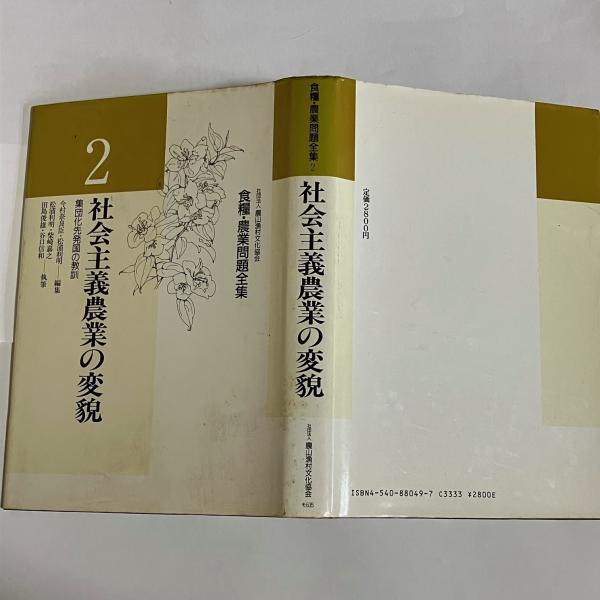 2
社会主義農業の変貌
集団化先発国の教訓
今村奈良臣・松浦利明——編集
松浦利明・柴崎嘉之
田島俊雄・谷口信和——執筆
社団法人 農山漁村文化協会
食糧・農業問題全集
食糧・農業問題全集 2
社会主義農業の変貌
社団法人 農山漁村文化協会
定価2800円
ISBN4-540-88049-7 C3333 ¥2800E